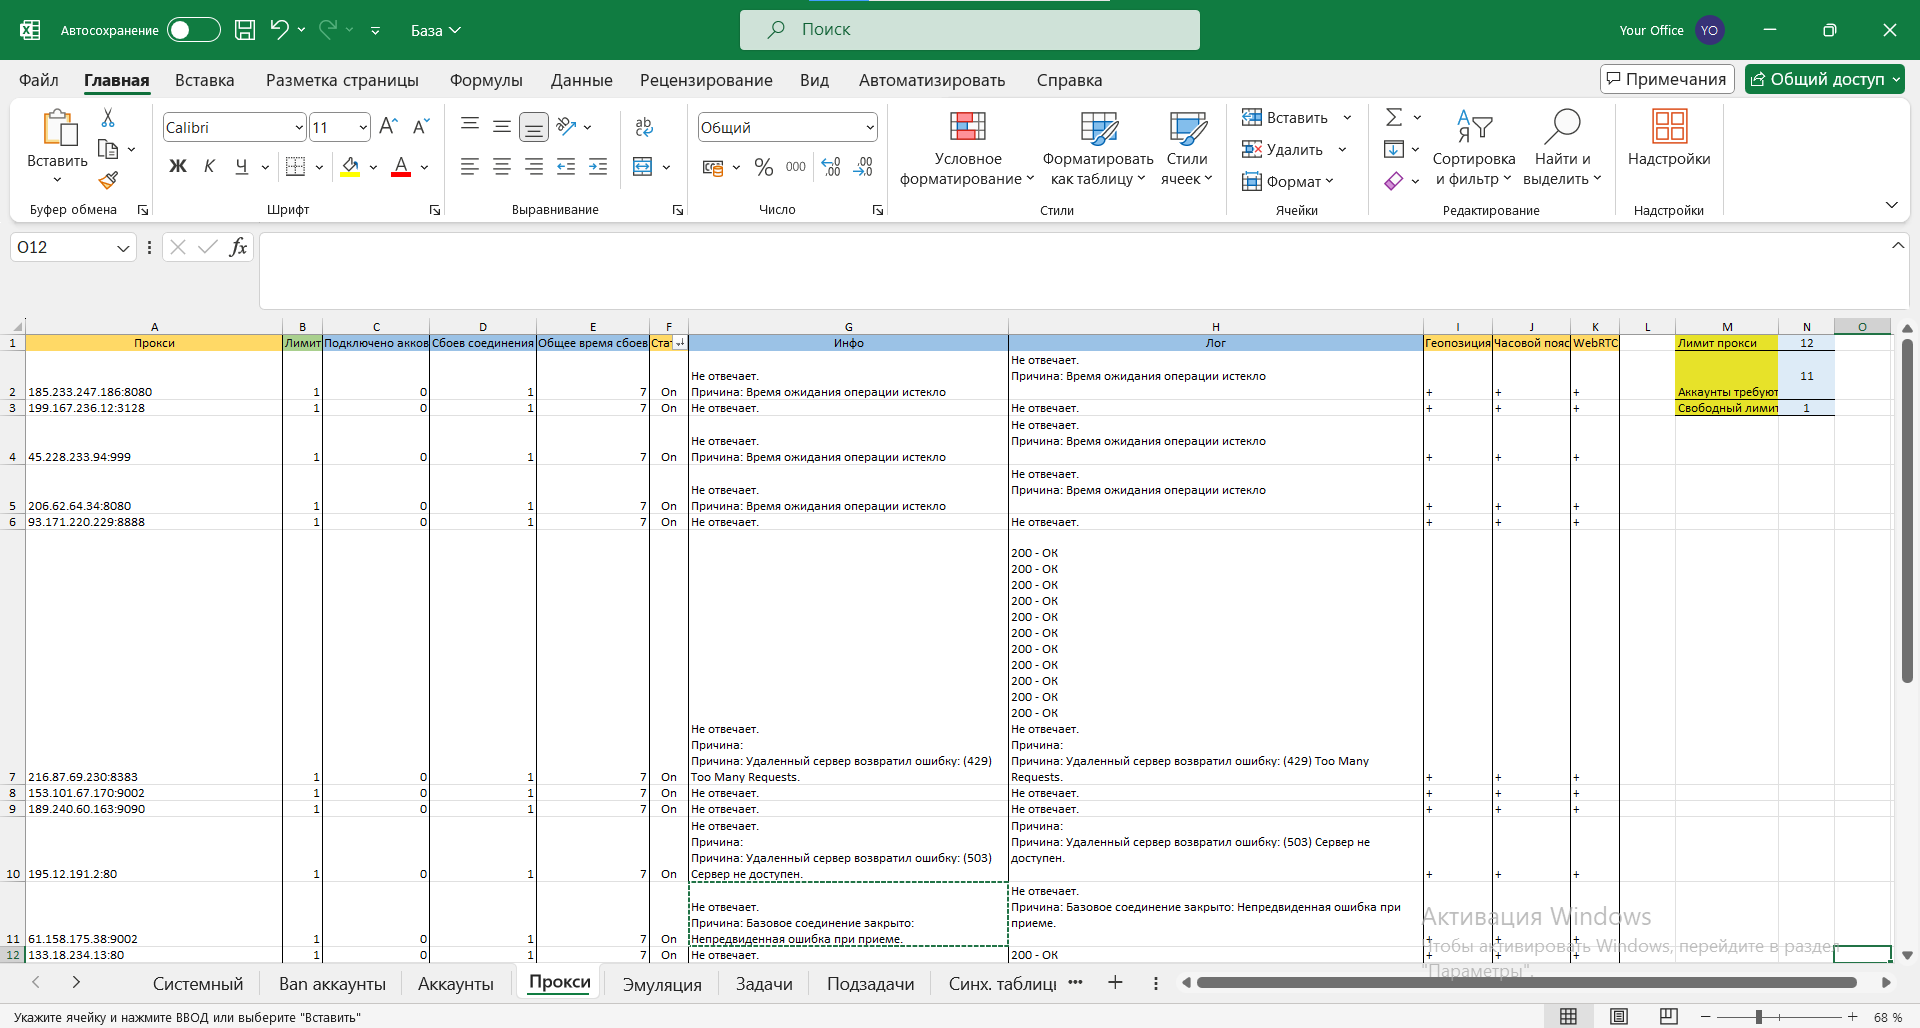 Автосохранение
База
Поиск
Your Office
YO
Файл Главная Вставка Разметка страницы Формулы Данные Рецензирование Вид Автоматизировать Справка
Примечания
Общий доступ
Вставить
Буфер обмена
Calibri 11
Ж К Ч
Шрифт
Выравнивание
Общий
Число
Условное форматирование
Форматировать как таблицу
Стили ячеек
Стили
Вставить
Удалить
Формат
Ячейки
Сортировка и фильтр
Найти и выделить
Редактирование
Надстройки
Надстройки
O12
fx
A B C D E F G H I J K L M N O
1 Прокси Лимит Подключено акков Сбоев соединения Общее время сбоев Стат Инфо Лог Геопозиция Часовой пояс WebRTC Лимит прокси 12
Не отвечает.
Не отвечает. Причина: Время ожидания операции истекло
11
2 185.233.247.186:8080 1 0 1 7 On Причина: Время ожидания операции истекло + + + Аккаунты требуют
3 199.167.236.12:3128 1 0 1 7 On Не отвечает. Не отвечает. + + + Свободный лимит 1
Не отвечает.
Не отвечает. Причина: Время ожидания операции истекло
4 45.228.233.94:999 1 0 1 7 On Причина: Время ожидания операции истекло + + +
Не отвечает.
Не отвечает. Причина: Время ожидания операции истекло
5 206.62.64.34:8080 1 0 1 7 On Причина: Время ожидания операции истекло + + +
6 93.171.220.229:8888 1 0 1 7 On Не отвечает. Не отвечает. + + +
200 - ОК
200 - ОК
200 - ОК
200 - ОК
200 - ОК
200 - ОК
200 - ОК
200 - ОК
200 - ОК
200 - ОК
200 - ОК
Не отвечает. Не отвечает.
Причина: Причина:
Причина: Удаленный сервер возвратил ошибку: (429) Причина: Удаленный сервер возвратил ошибку: (429) Too Many
7 216.87.69.230:8383 1 0 1 7 On Too Many Requests. Requests. + + +
8 153.101.67.170:9002 1 0 1 7 On Не отвечает. Не отвечает. + + +
9 189.240.60.163:9090 1 0 1 7 On Не отвечает. Не отвечает. + + +
Не отвечает. Причина:
Причина: Причина: Удаленный сервер возвратил ошибку: (503) Сервер не
Причина: Удаленный сервер возвратил ошибку: (503) доступен.
10 195.12.191.2:80 1 0 1 7 On Сервер не доступен. + + +
Не отвечает.
Не отвечает. Причина: Базовое соединение закрыто: Непредвиденная ошибка при
Причина: Базовое соединение закрыто: приеме.
11 61.158.175.38:9002 1 0 1 7 On Непредвиденная ошибка при приеме. + + +
12 133.18.234.13:80 1 0 1 7 On Не отвечает. 200 - ОК + + +
Активация Windows
Чтобы активировать Windows, перейдите в раздел
"Параметры".
Системный Ban аккаунты Аккаунты Прокси Эмуляция Задачи Подзадачи Синх. таблицы
Укажите ячейку и нажмите ВВОД или выберите "Вставить"
68 %